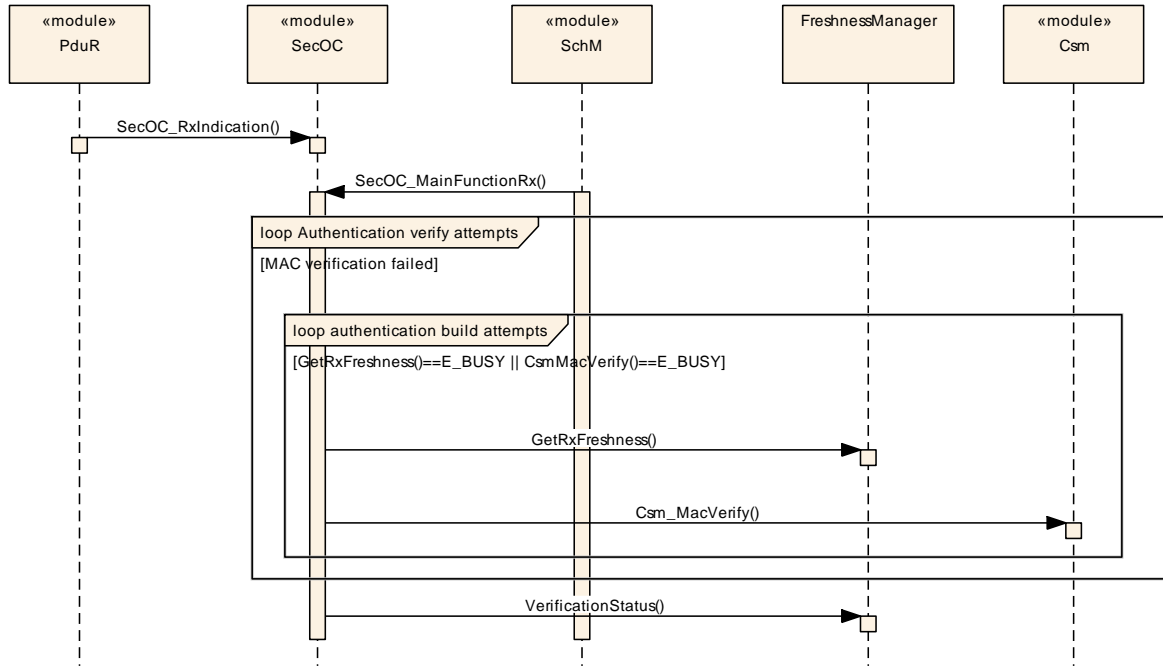 «module»
PduR
«module»
SecOC
«module»
SchM
FreshnessManager
«module»
Csm
SecOC_RxIndication()
SecOC_MainFunctionRx()
loop Authentication verify attempts
[MAC verification failed]
loop authentication build attempts
[GetRxFreshness()==E_BUSY || CsmMacVerify()==E_BUSY]
GetRxFreshness()
Csm_MacVerify()
VerificationStatus()